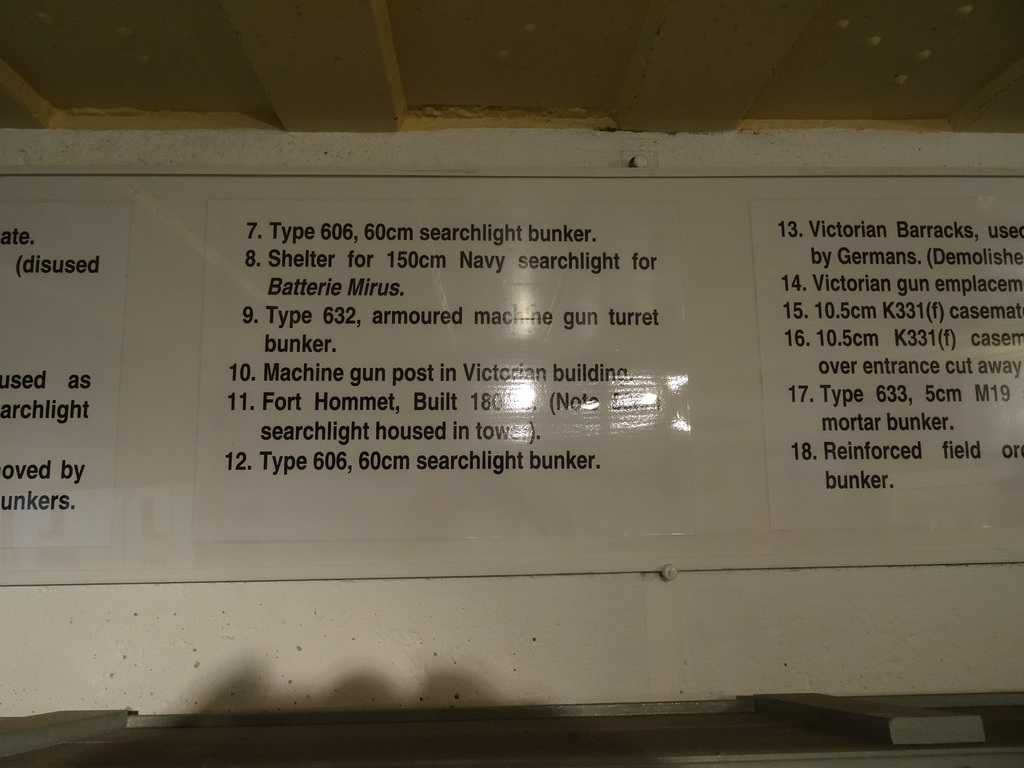 ate.
(disused
used as
archlight
oved by
unkers.
7. Type 606, 60cm searchlight bunker.
8. Shelter for 150cm Navy searchlight for
Batterie Mirus.
9. Type 632, armoured machine gun turret
bunker.
10. Machine gun post in Victorian building.
11. Fort Hommet, Built (Note
searchlight housed in tower).
12. Type 606, 60cm searchlight bunker.
13. Victorian Barracks, used
by Germans. (Demolishe
14. Victorian gun emplacem
15. 10.5cm K331(f) casemat
16. 10.5cm K331(f) casem
over entrance cut away
17. Type 633, 5cm M19
mortar bunker.
18. Reinforced field or
bunker.